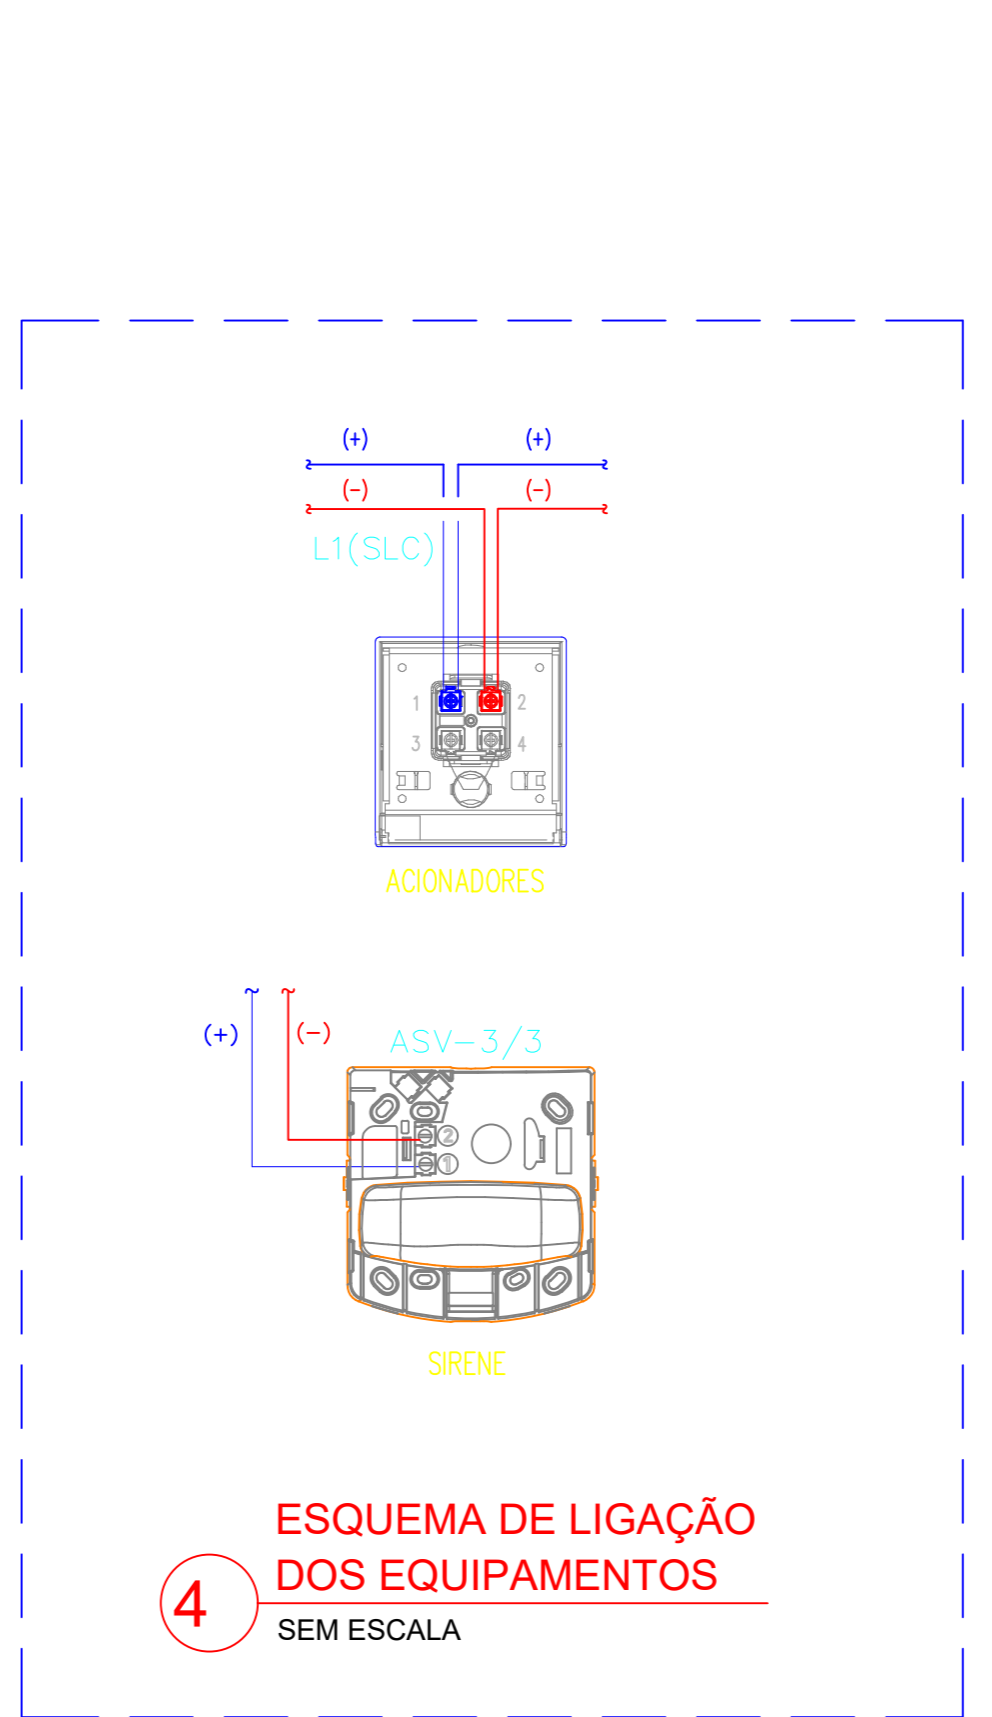 (+) (+)
(-) (-)
L1(SLC)
1 2
3 4
ACIONADORES
(+) (-) ASV-3/3
2
1
SIRENE
ESQUEMA DE LIGAÇÃO
DOS EQUIPAMENTOS
4
SEM ESCALA